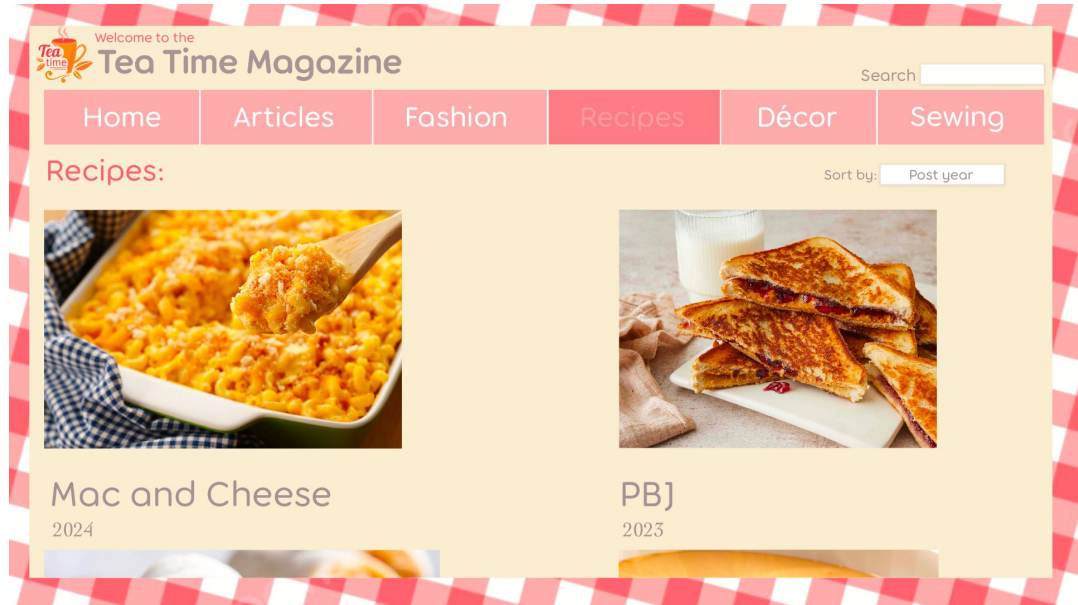 Welcome to the
Tea Time Magazine
Tea
time
Search
Home Articles Fashion Recipes Décor Sewing
Recipes:
Sort by: Post year
Mac and Cheese
2024
PBJ
2023